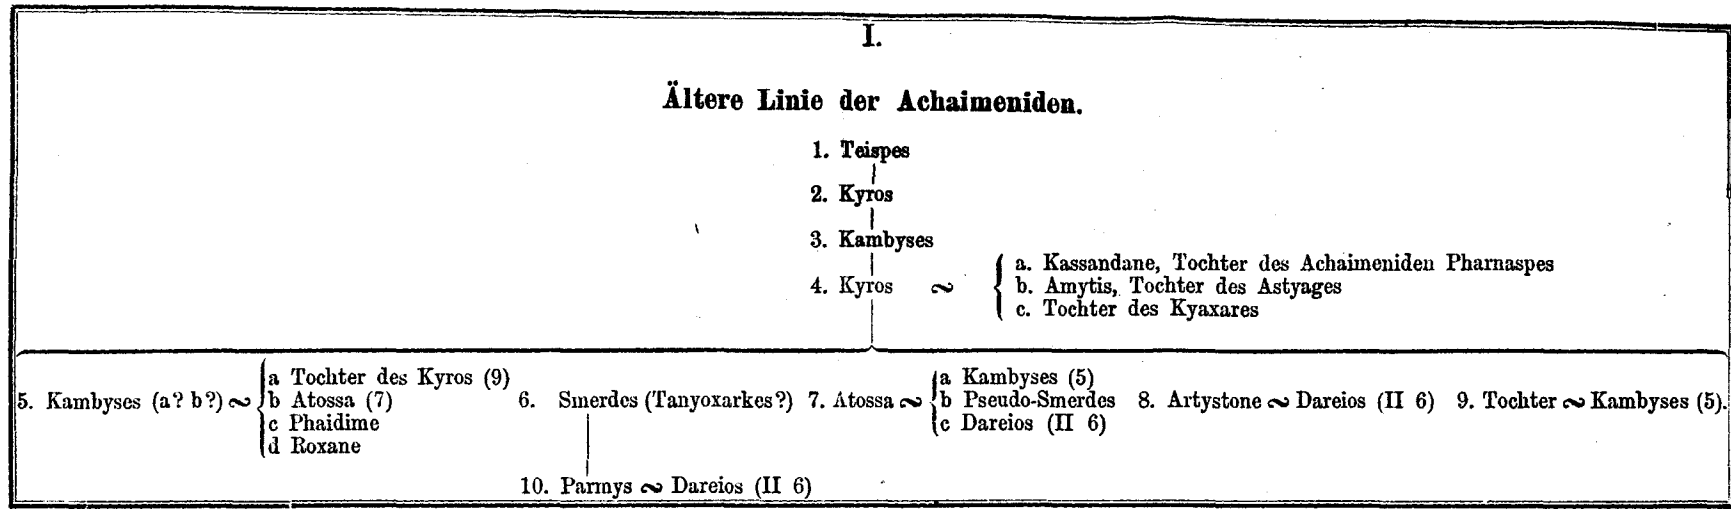 I.
Ältere Linie der Achaimeniden.
1. Teispes
2. Kyros
3. Kambyses
4. Kyros ~ a. Kassandane, Tochter des Achaimeniden Pharnaspes
b. Amytis, Tochter des Astyages
c. Tochter des Kyaxares
5. Kambyses (a? b?) ~ a Tochter des Kyros (9)
b Atossa (7)
c Phaidime
d Roxane
6. Smerdes (Tanyoxarkes?)
7. Atossa ~ a Kambyses (5)
b Pseudo-Smerdes
c Dareios (II 6)
8. Artystone ~ Dareios (II 6)
9. Tochter ~ Kambyses (5).
10. Parmys ~ Dareios (II 6)